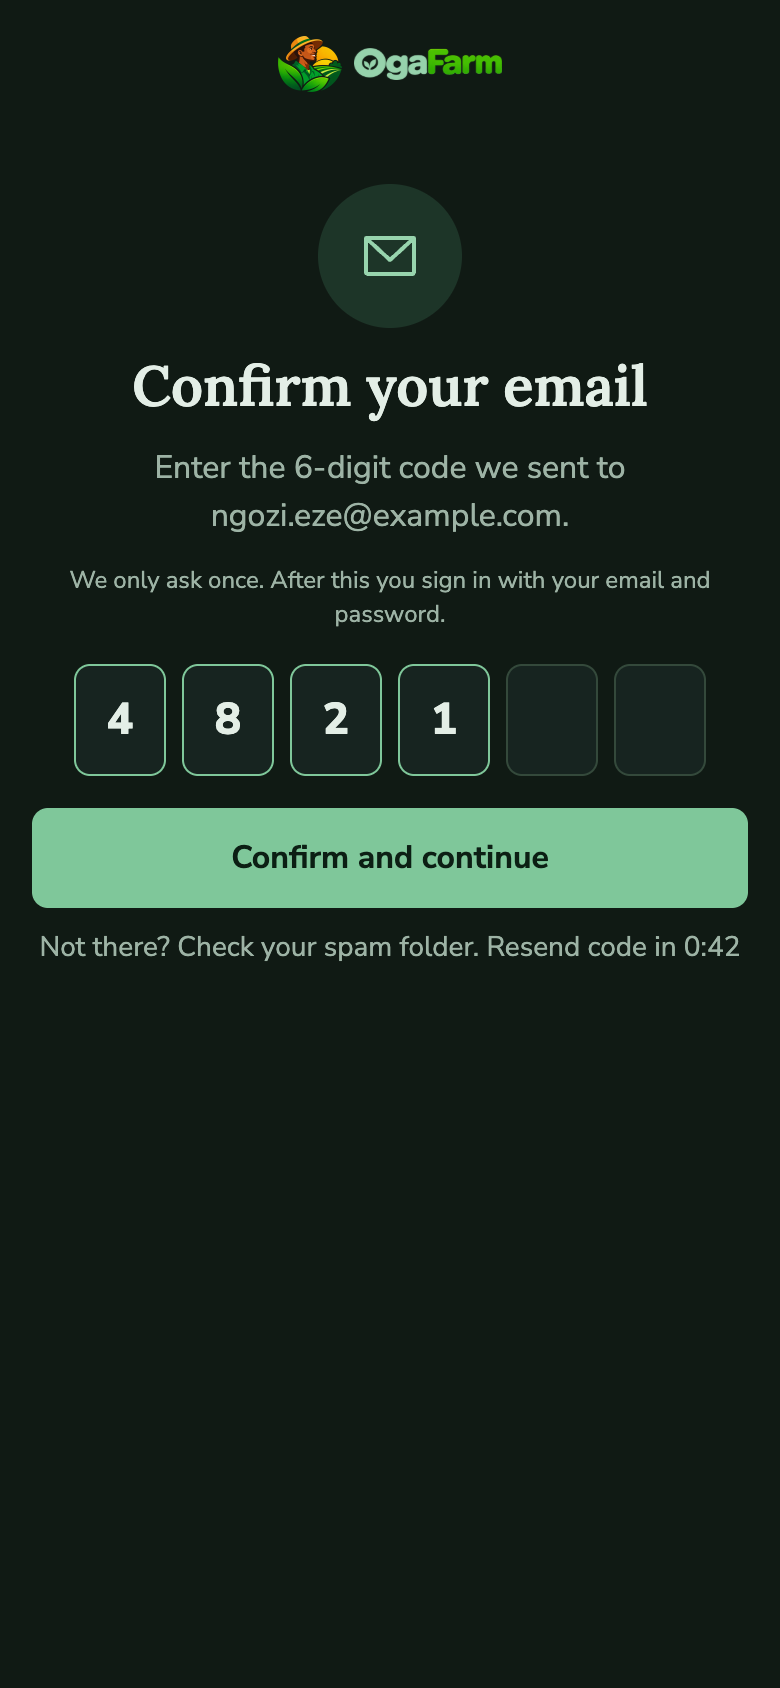 OgaFarm
Confirm your email
Enter the 6-digit code we sent to
ngozi.eze@example.com.
We only ask once. After this you sign in with your email and
password.
4 8 2 1
Confirm and continue
Not there? Check your spam folder. Resend code in 0:42